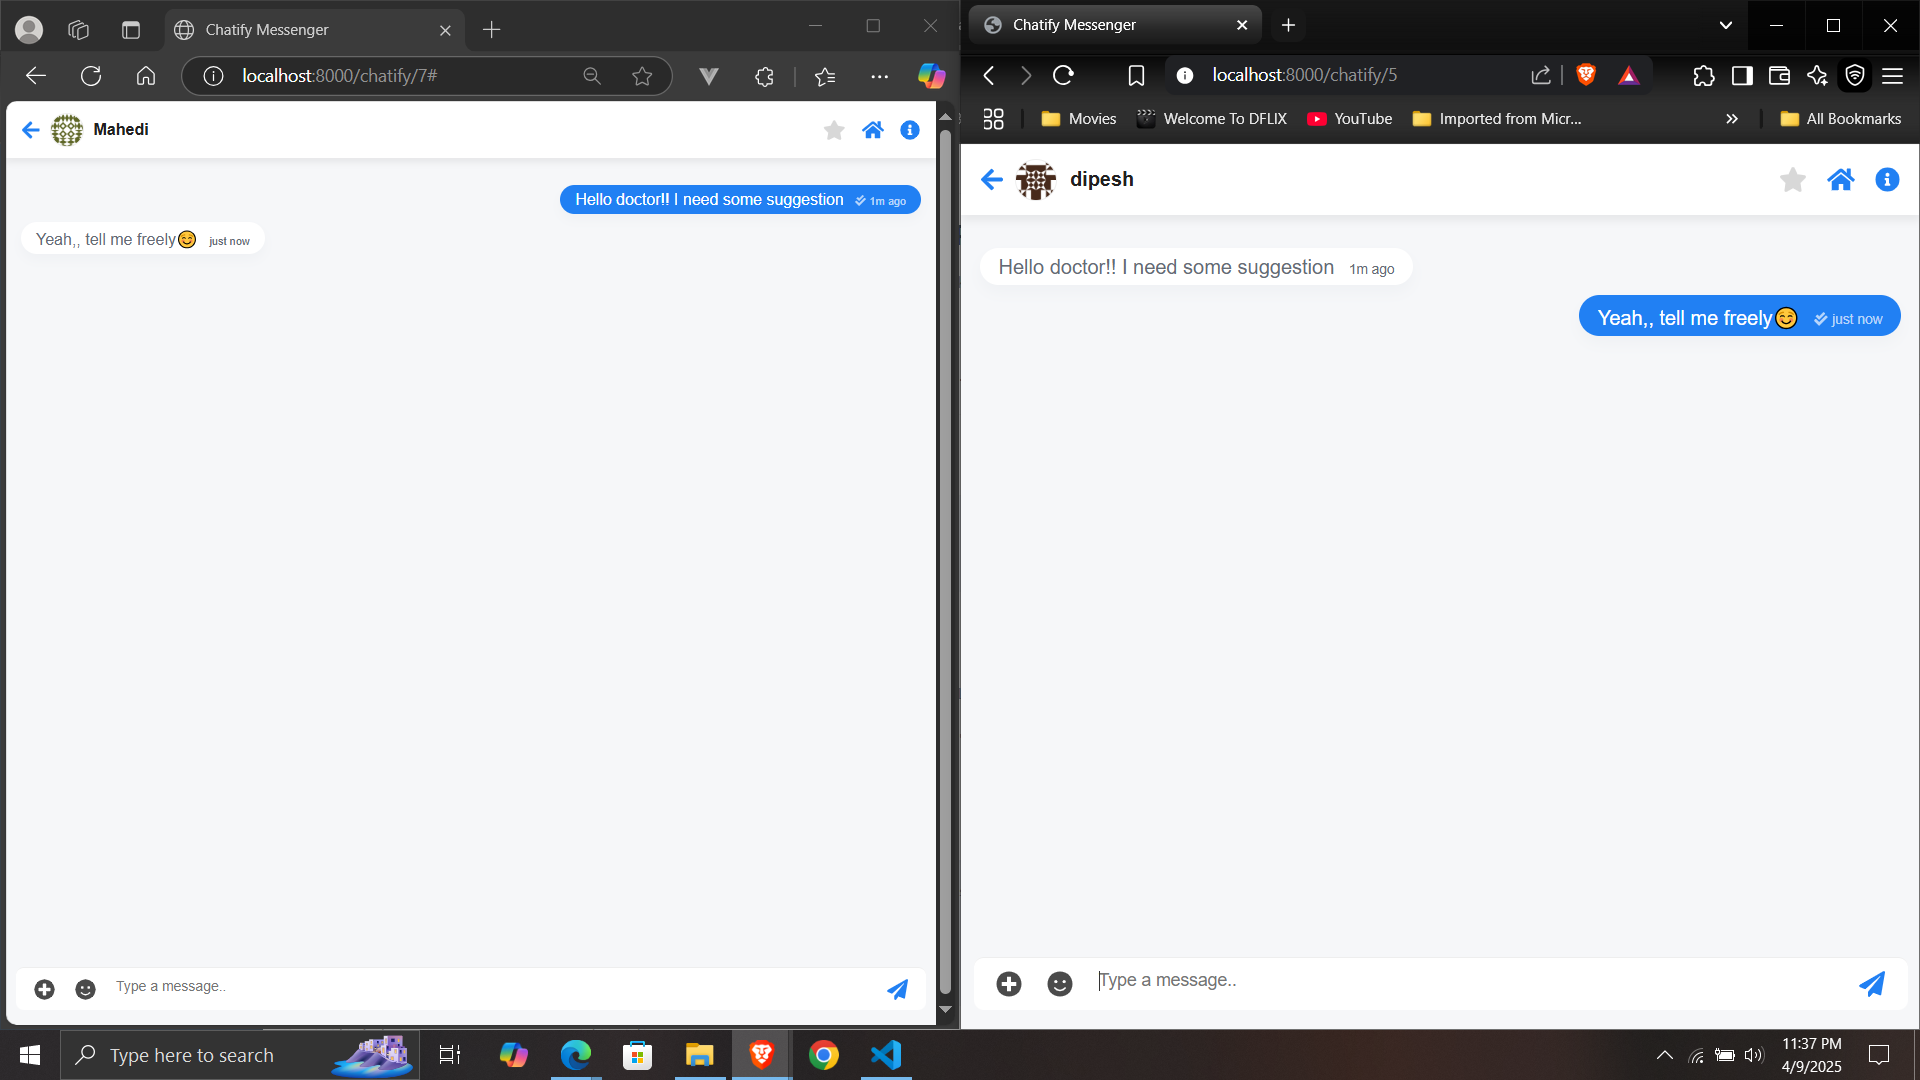 Chatify Messenger
localhost:8000/chatify/7#
Mahedi
Hello doctor!! I need some suggestion 1m ago
Yeah,, tell me freely😊 just now
Type a message..
Chatify Messenger
localhost:8000/chatify/5
Movies
Welcome To DFLIX
YouTube
Imported from Micr...
All Bookmarks
dipesh
Hello doctor!! I need some suggestion 1m ago
Yeah,, tell me freely😊 just now
Type a message..
Type here to search
11:37 PM
4/9/2025